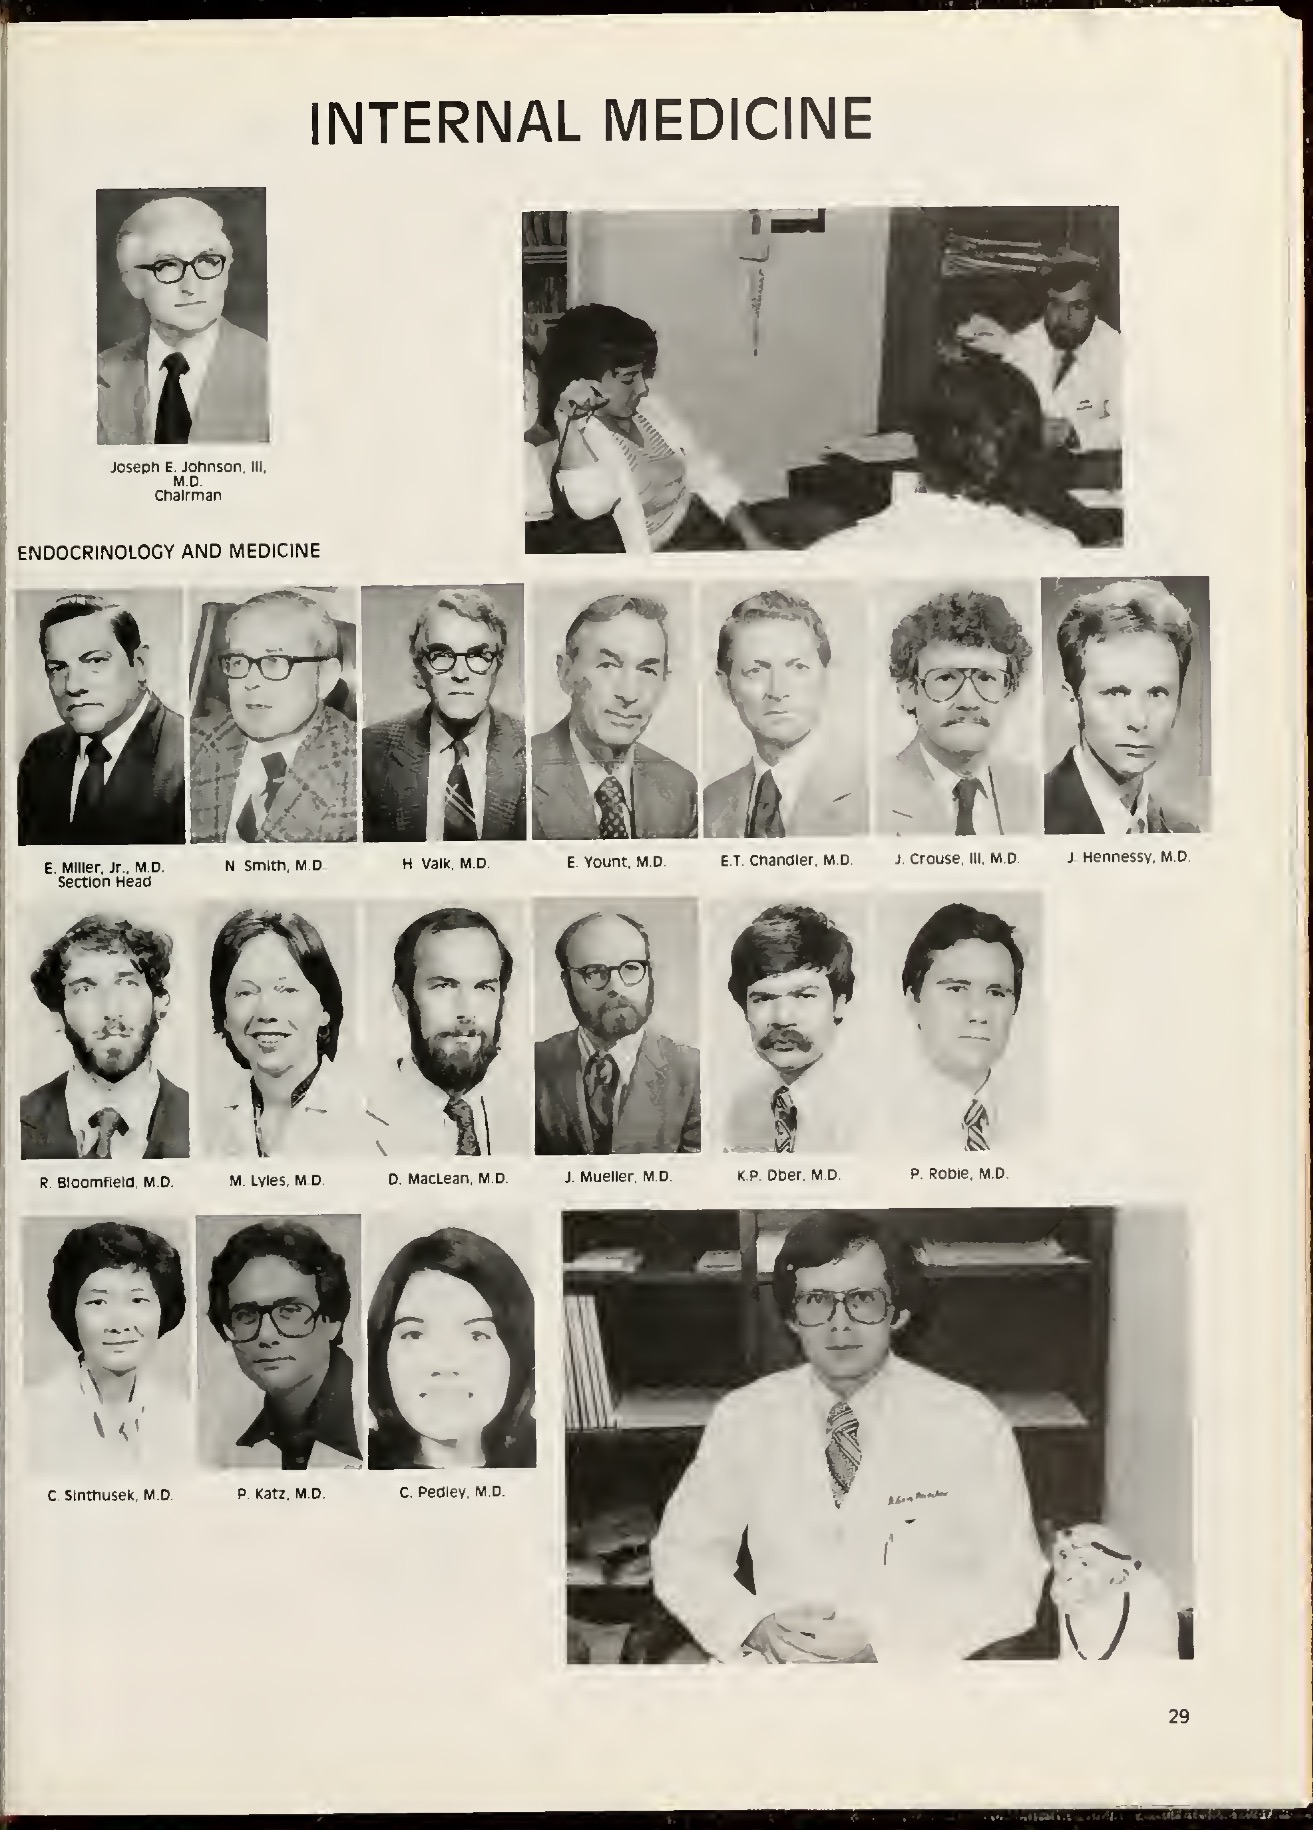 INTERNAL MEDICINE
Joseph E. Johnson, III,
M.D.
Chairman
ENDOCRINOLOGY AND MEDICINE
E. Miller, Jr., M.D.
Section Head
N Smith, M.D.
H Valk, M.D.
E. Yount, M.D.
E.T. Chandler, M.D.
J. Crouse, III, M.D.
J. Hennessy, M.D.
R. Bloomfield, M.D.
M. Lyles, M.D.
D. MacLean, M.D.
J. Mueller, M.D.
K.P. Ober, M.D.
P. Robie, M.D.
C. Sinthusek, M.D.
P. Katz, M.D.
C. Pedley, M.D.
29